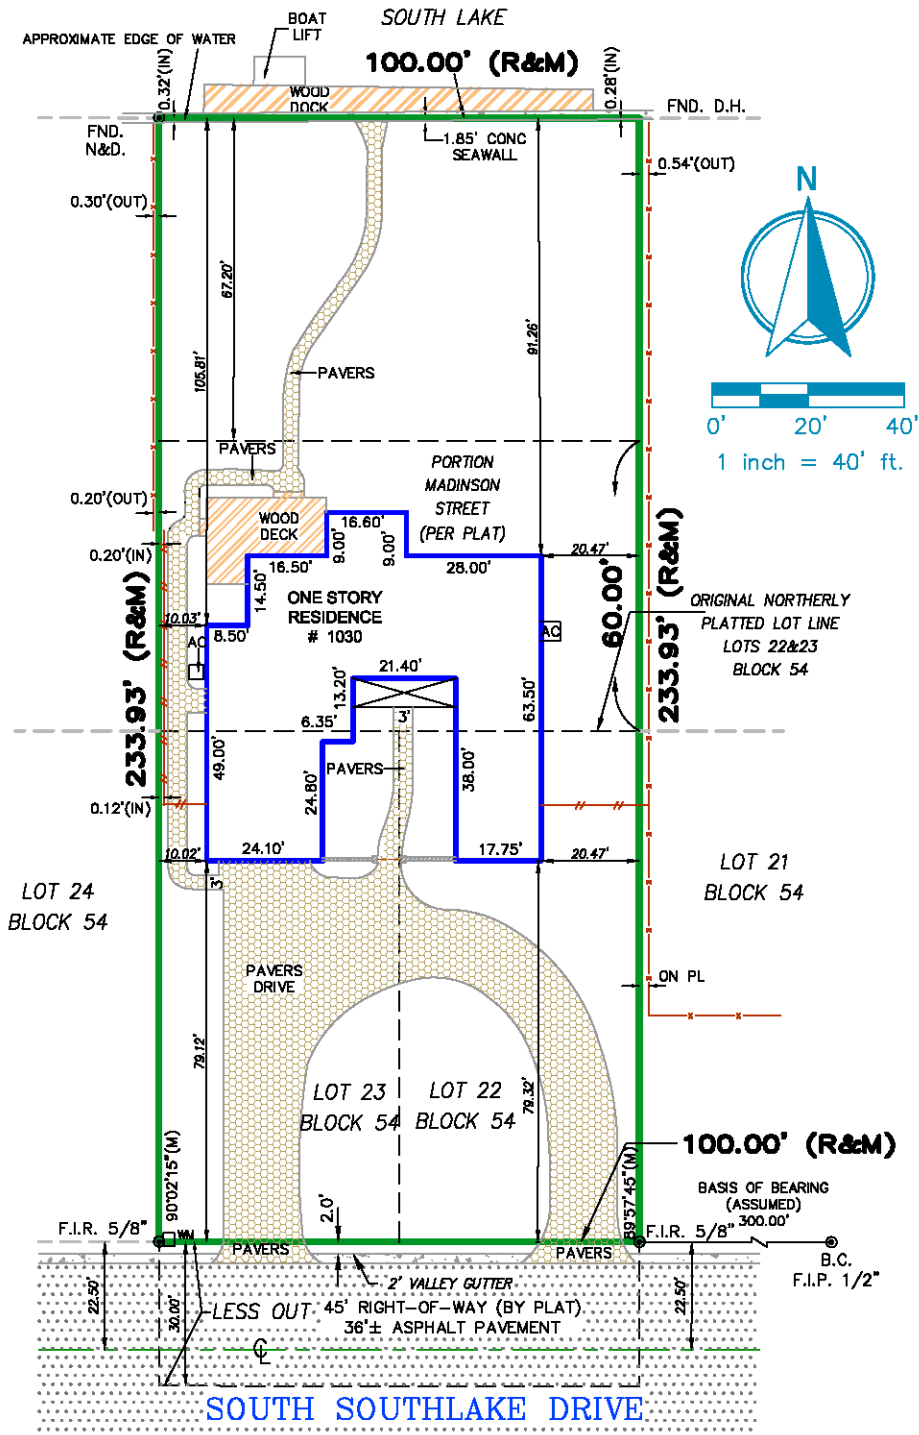 SOUTH LAKE
BOAT
LIFT
APPROXIMATE EDGE OF WATER
100.00' (R&M)
0.32'(IN)
0.28'(IN)
WOOD
DOCK
FND. D.H.
FND.
N&D.
1.85' CONC
SEAWALL
0.54'(OUT)
0.30'(OUT)
N
67.20'
91.26'
105.81'
PAVERS
0' 20' 40'
1 inch = 40' ft.
PAVERS
PORTION
MADINSON
STREET
(PER PLAT)
0.20'(OUT)
WOOD
DECK
16.60'
9.00'
9.00'
0.20'(IN)
16.50'
28.00'
20.47'
14.50'
ONE STORY
RESIDENCE
# 1030
60.00'
233.93' (R&M)
233.93' (R&M)
ORIGINAL NORTHERLY
PLATTED LOT LINE
LOTS 22&23
BLOCK 54
10.03'
8.50'
AC
AC
21.40'
13.20'
63.50'
6.35'
3'
49.00'
PAVERS
24.80'
38.00'
0.12'(IN)
10.02'
24.10'
17.75'
20.47'
3'
LOT 24
BLOCK 54
LOT 21
BLOCK 54
PAVERS
DRIVE
ON PL
79.12'
79.32'
LOT 23
BLOCK 54
LOT 22
BLOCK 54
90°02'15"(M)
89°57'45"(M)
100.00' (R&M)
BASIS OF BEARING
(ASSUMED)
300.00'
2.0'
F.I.R. 5/8"
WM
PAVERS
PAVERS
F.I.R. 5/8"
B.C.
F.I.P. 1/2"
22.50'
30.00'
2' VALLEY GUTTER
22.50'
LESS OUT
45' RIGHT-OF-WAY (BY PLAT)
36'± ASPHALT PAVEMENT
CL
SOUTH SOUTHLAKE DRIVE